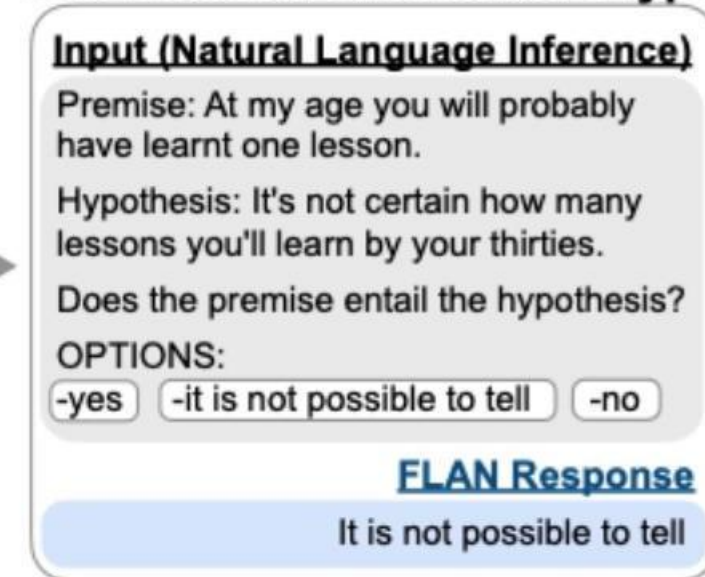 Input (Natural Language Inference)
Premise: At my age you will probably
have learnt one lesson.
Hypothesis: It's not certain how many
lessons you'll learn by your thirties.
Does the premise entail the hypothesis?
OPTIONS:
-yes -it is not possible to tell -no
FLAN Response
It is not possible to tell